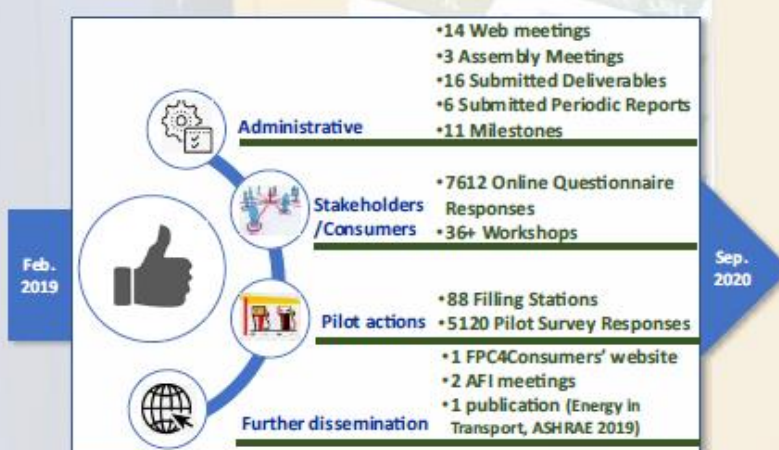 Feb.
2019
Administrative
•14 Web meetings
•3 Assembly Meetings
•16 Submitted Deliverables
•6 Submitted Periodic Reports
•11 Milestones
Stakeholders
/Consumers
•7612 Online Questionnaire
Responses
•36+ Workshops
Pilot actions
•88 Filling Stations
•5120 Pilot Survey Responses
Further dissemination
•1 FPC4Consumers' website
•2 AFI meetings
•1 publication (Energy in
Transport, ASHRAE 2019)
Sep.
2020